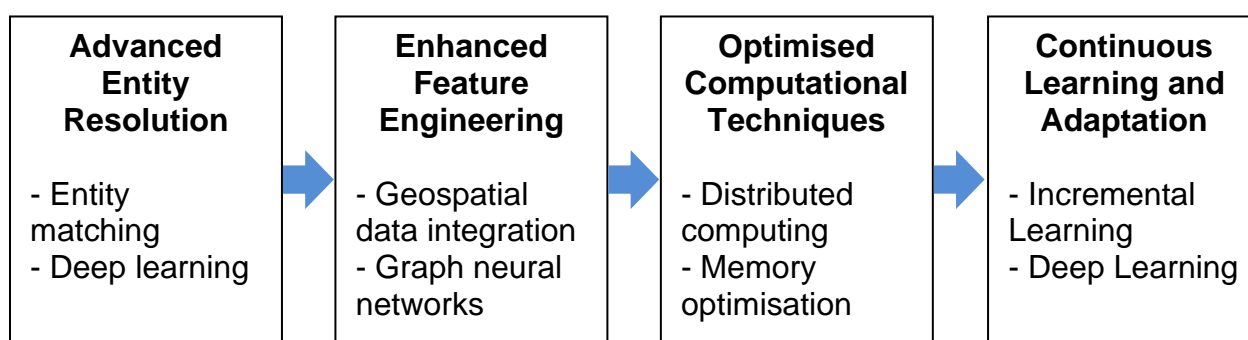 Advanced
Entity
Resolution
- Entity
matching
- Deep learning
Enhanced
Feature
Engineering
- Geospatial
data integration
- Graph neural
networks
Optimised
Computational
Techniques
- Distributed
computing
- Memory
optimisation
Continuous
Learning and
Adaptation
- Incremental
Learning
- Deep Learning